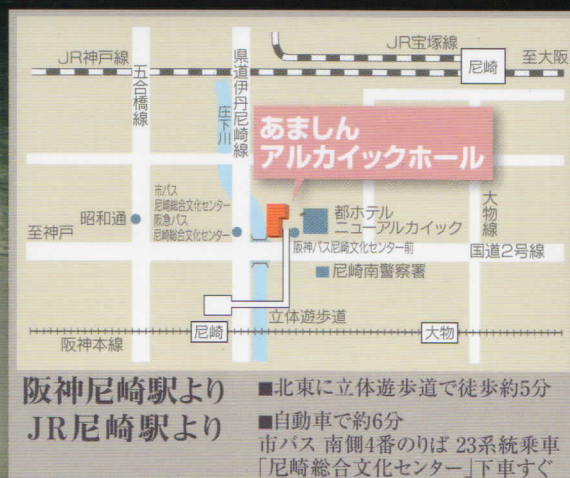 JR宝塚線
JR神戸線
尼崎
至大阪
五合橋線
県道伊丹尼崎線
庄下川
あましん
アルカイックホール
市バス
尼崎総合文化センター
阪急バス
尼崎総合文化センター
昭和通
至神戸
都ホテル
ニューアルカイック
阪神バス尼崎文化センター前
大物線
国道2号線
尼崎南警察署
立体遊歩道
尼崎
大物
阪神本線
阪神尼崎駅より
■北東に立体遊歩道で徒歩約5分
JR尼崎駅より
■自動車で約6分
市バス 南側4番のりば 23系統乗車
「尼崎総合文化センター」下車すぐ